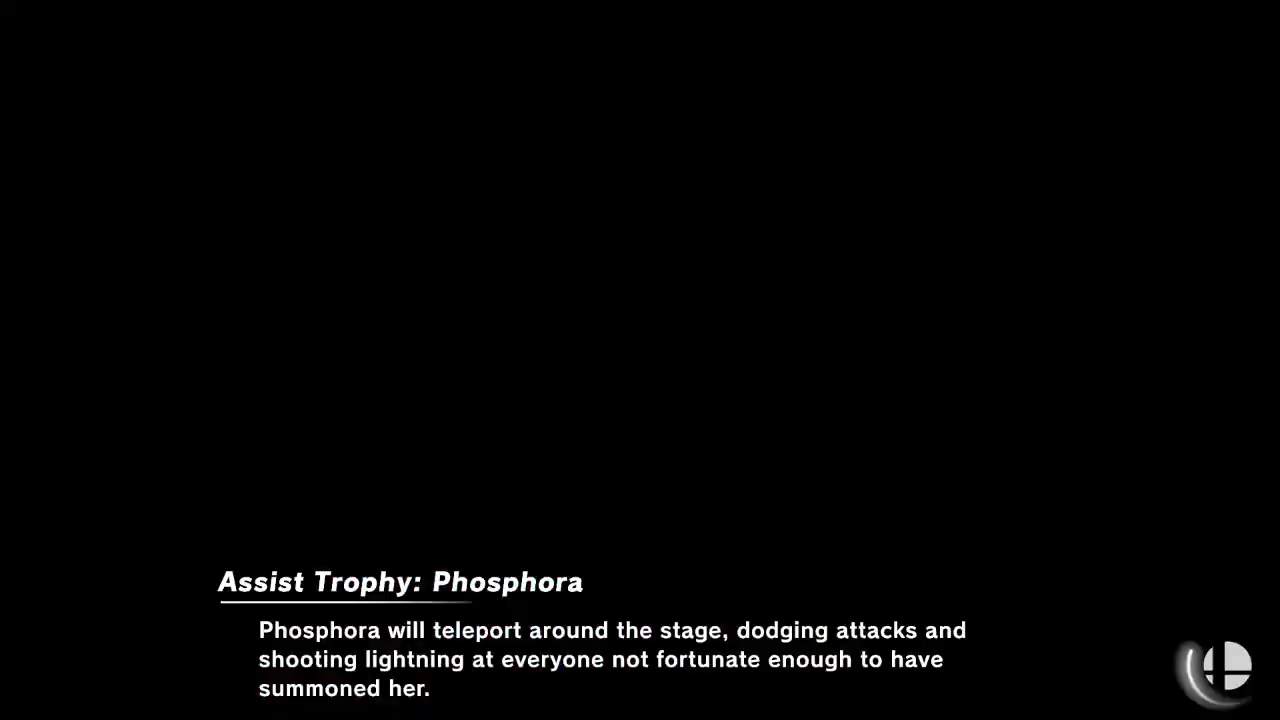 Assist Trophy: Phosphora
Phosphora will teleport around the stage, dodging attacks and
shooting lightning at everyone not fortunate enough to have
summoned her.